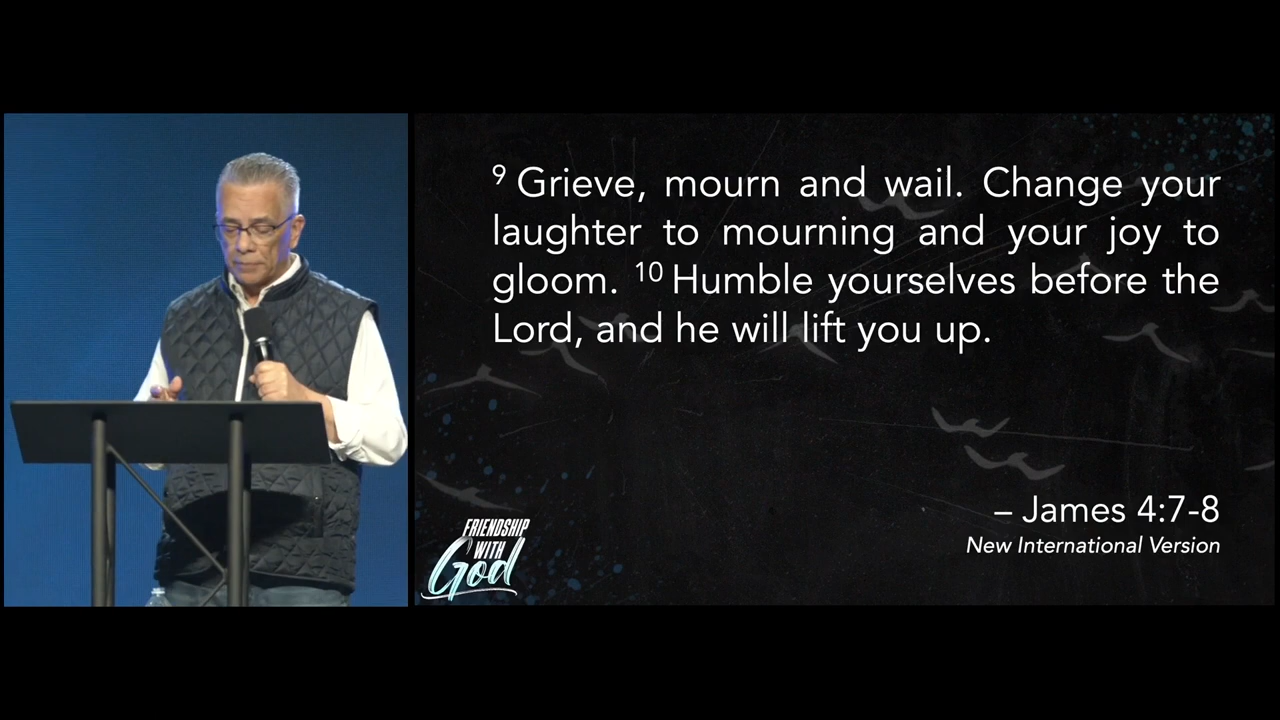 ⁹ Grieve, mourn and wail. Change your
laughter to mourning and your joy to
gloom. ¹⁰ Humble yourselves before the
Lord, and he will lift you up.
– James 4:7-8
New International Version
FRIENDSHIP
WITH
God